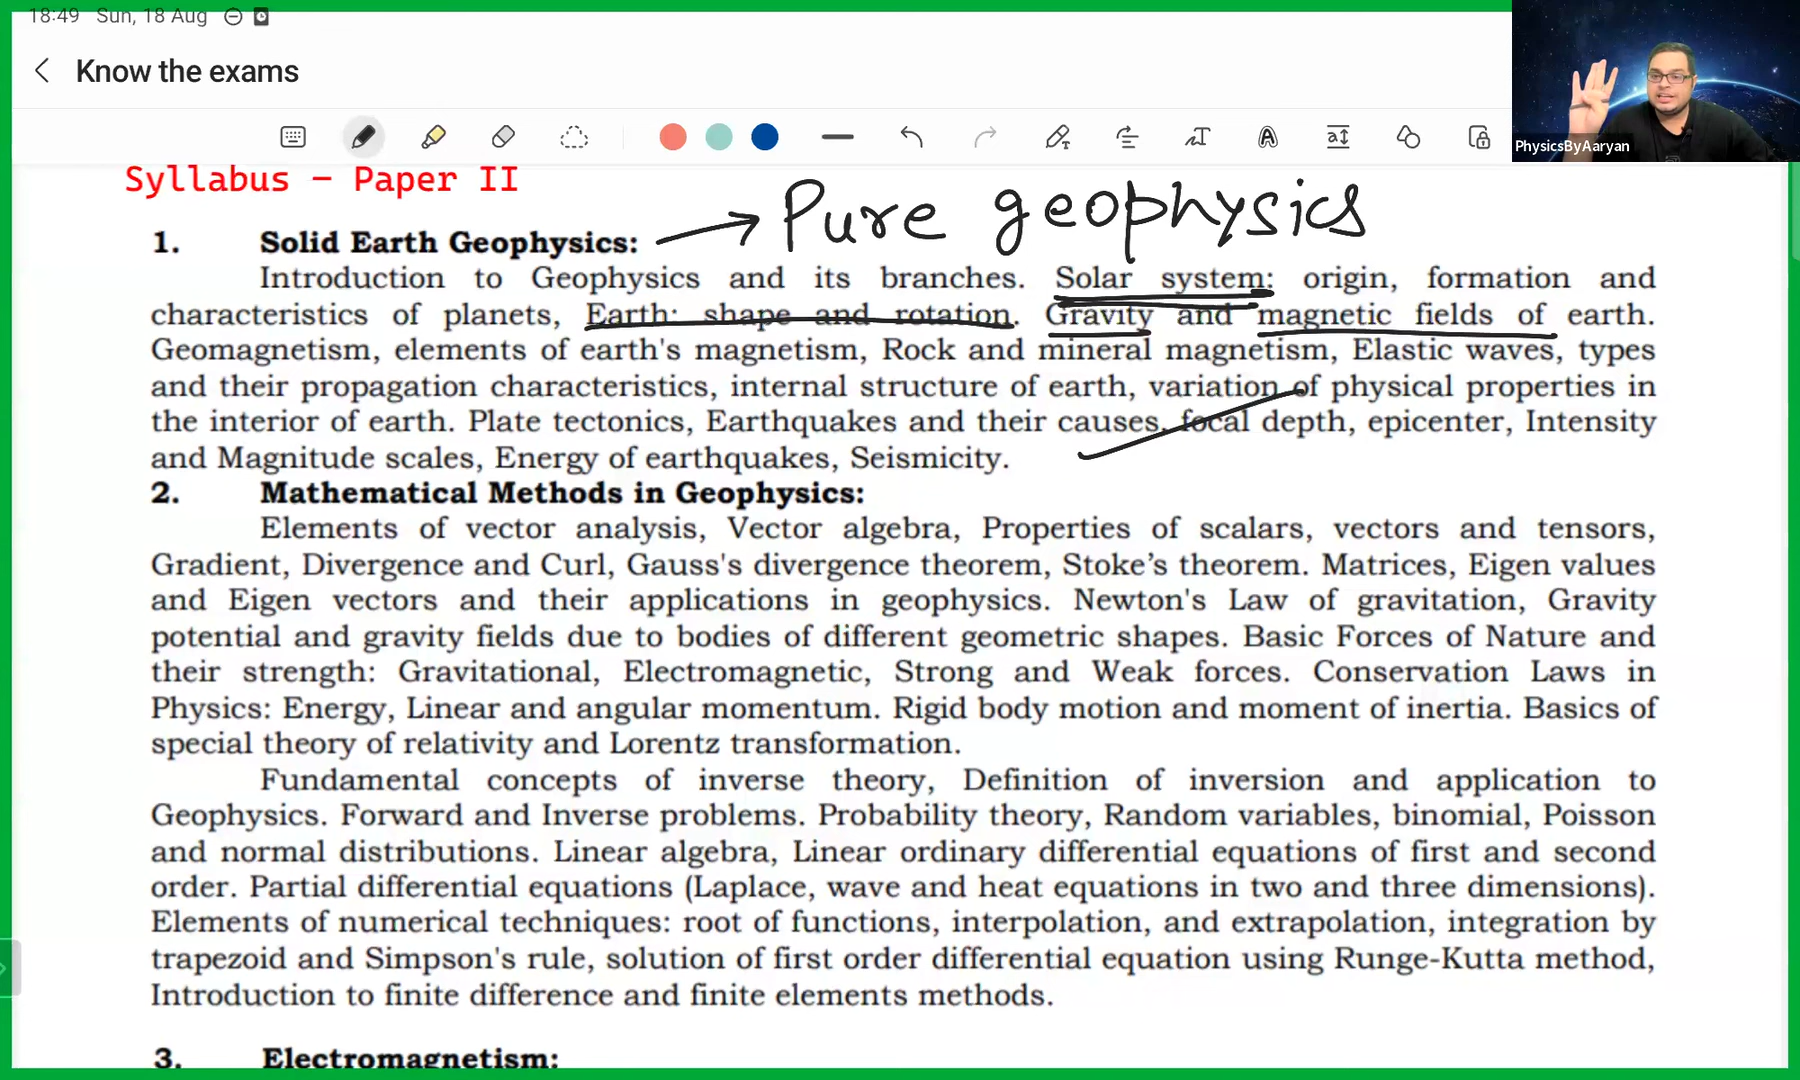 18:49 Sun, 18 Aug
Know the exams
PhysicsByAaryan
Syllabus – Paper II
Pure geophysics
1. Solid Earth Geophysics:
Introduction to Geophysics and its branches. Solar system: origin, formation and
characteristics of planets, Earth: shape and rotation. Gravity and magnetic fields of earth.
Geomagnetism, elements of earth's magnetism, Rock and mineral magnetism, Elastic waves, types
and their propagation characteristics, internal structure of earth, variation of physical properties in
the interior of earth. Plate tectonics, Earthquakes and their causes, focal depth, epicenter, Intensity
and Magnitude scales, Energy of earthquakes, Seismicity.
2. Mathematical Methods in Geophysics:
Elements of vector analysis, Vector algebra, Properties of scalars, vectors and tensors,
Gradient, Divergence and Curl, Gauss's divergence theorem, Stoke’s theorem. Matrices, Eigen values
and Eigen vectors and their applications in geophysics. Newton's Law of gravitation, Gravity
potential and gravity fields due to bodies of different geometric shapes. Basic Forces of Nature and
their strength: Gravitational, Electromagnetic, Strong and Weak forces. Conservation Laws in
Physics: Energy, Linear and angular momentum. Rigid body motion and moment of inertia. Basics of
special theory of relativity and Lorentz transformation.
Fundamental concepts of inverse theory, Definition of inversion and application to
Geophysics. Forward and Inverse problems. Probability theory, Random variables, binomial, Poisson
and normal distributions. Linear algebra, Linear ordinary differential equations of first and second
order. Partial differential equations (Laplace, wave and heat equations in two and three dimensions).
Elements of numerical techniques: root of functions, interpolation, and extrapolation, integration by
trapezoid and Simpson's rule, solution of first order differential equation using Runge-Kutta method,
Introduction to finite difference and finite elements methods.
3. Electromagnetism: